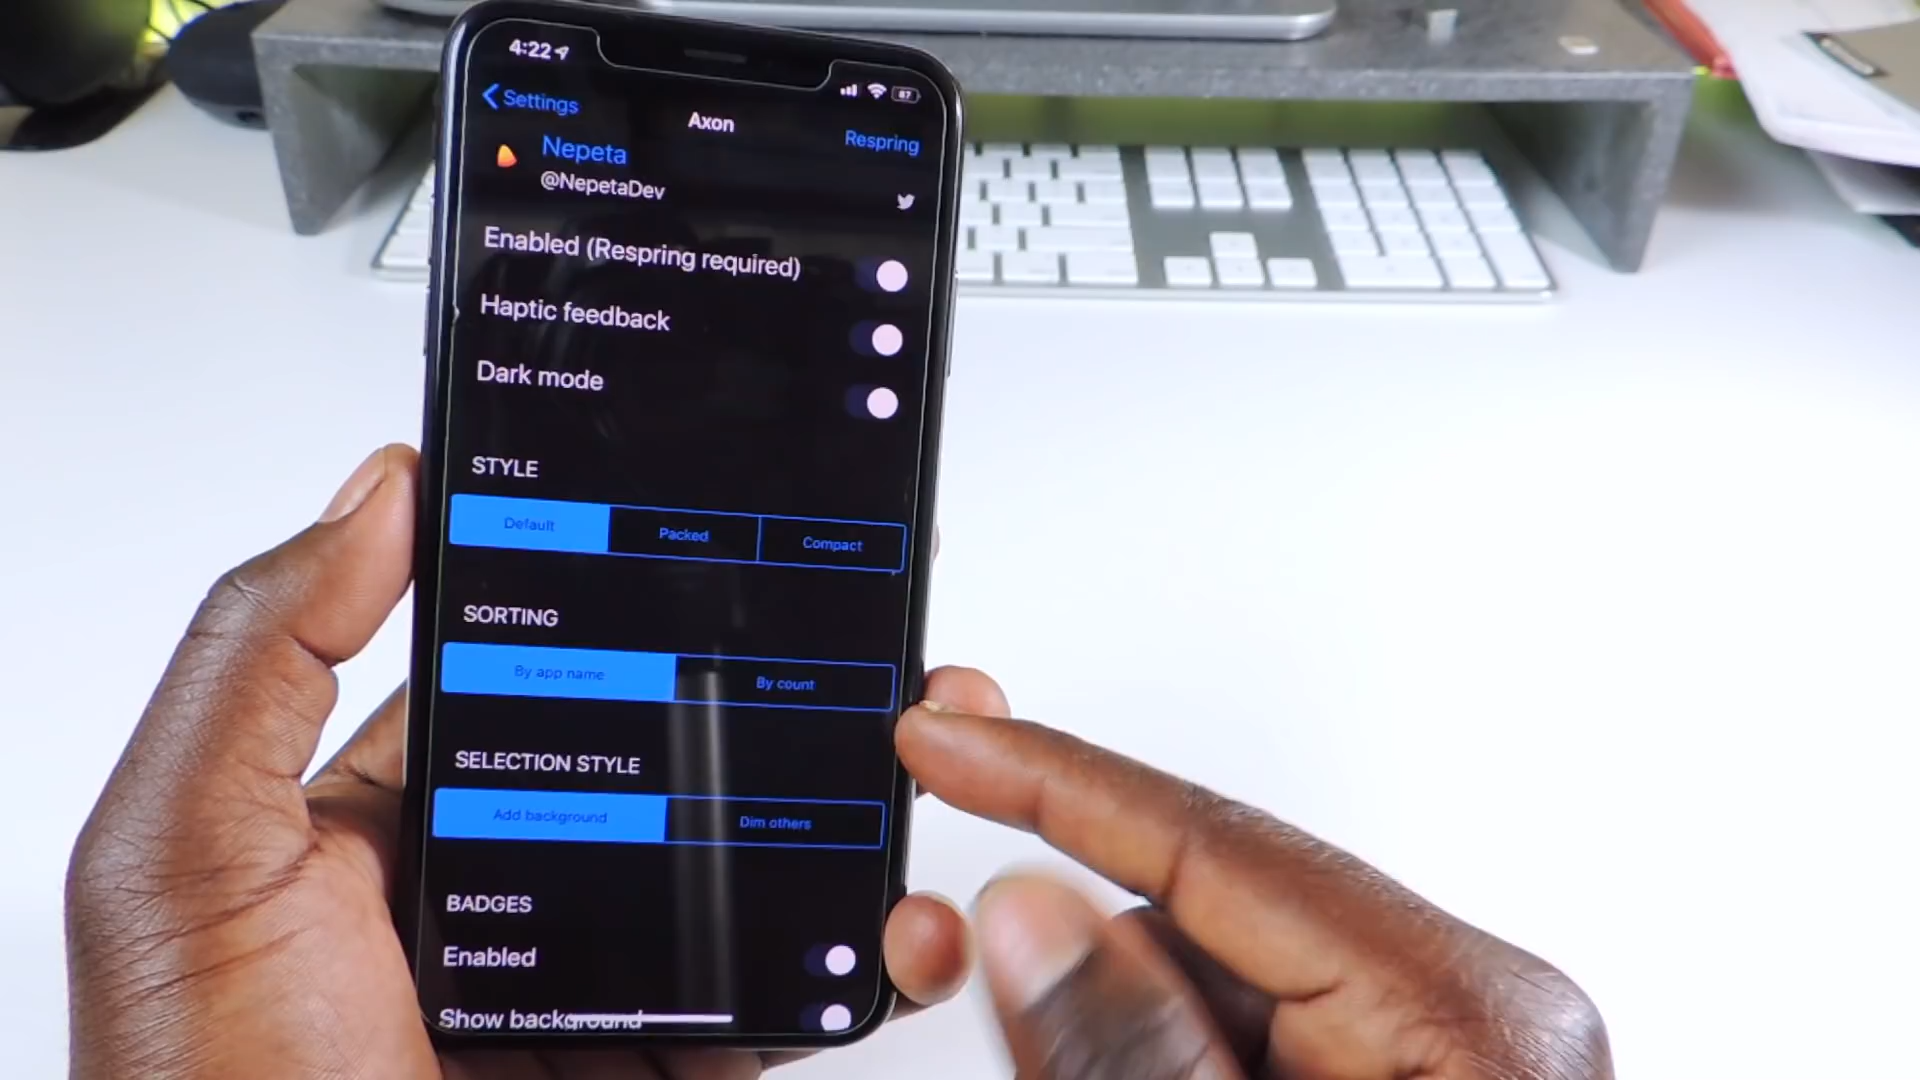 4:22
87
Settings
Axon
Respring
Nepeta
@NepetaDev
Enabled (Respring required)
Haptic feedback
Dark mode
STYLE
Default Packed Compact
SORTING
By app name By count
SELECTION STYLE
Add background Dim others
BADGES
Enabled
Show background